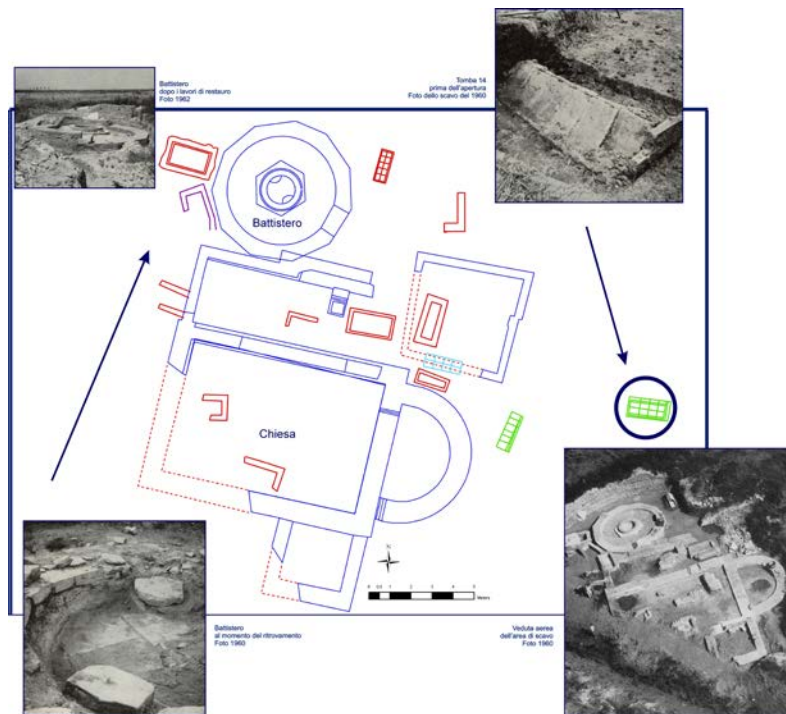 Battistero
dopo i lavori di restauro
Foto 1962
Tomba 14
prima dell'apertura
Foto dello scavo del 1960
Battistero
Chiesa
N
Meters
Battistero
al momento del ritrovamento
Foto 1960
Veduta aerea
dell'area di scavo
Foto 1960